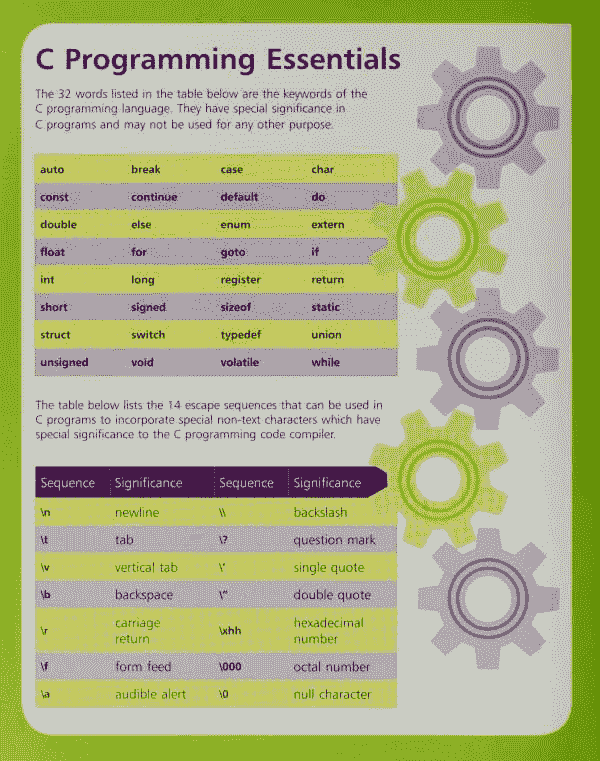 C Programming Essentials
The 32 words listed in the table below are the keywords of the
C programming language. They have special significance in
C programs and may not be used for any other purpose.
auto break case char
const continue default do
double else enum extern
float for goto if
int long register return
short signed sizeof static
struct switch typedef union
unsigned void volatile while
The table below lists the 14 escape sequences that can be used in
C programs to incorporate special non-text characters which have
special significance to the C programming code compiler.
Sequence Significance Sequence Significance
\n newline \\ backslash
\t tab \? question mark
\v vertical tab \' single quote
\b backspace \" double quote
\r carriage return \xhh hexadecimal number
\f form feed \000 octal number
\a audible alert \0 null character